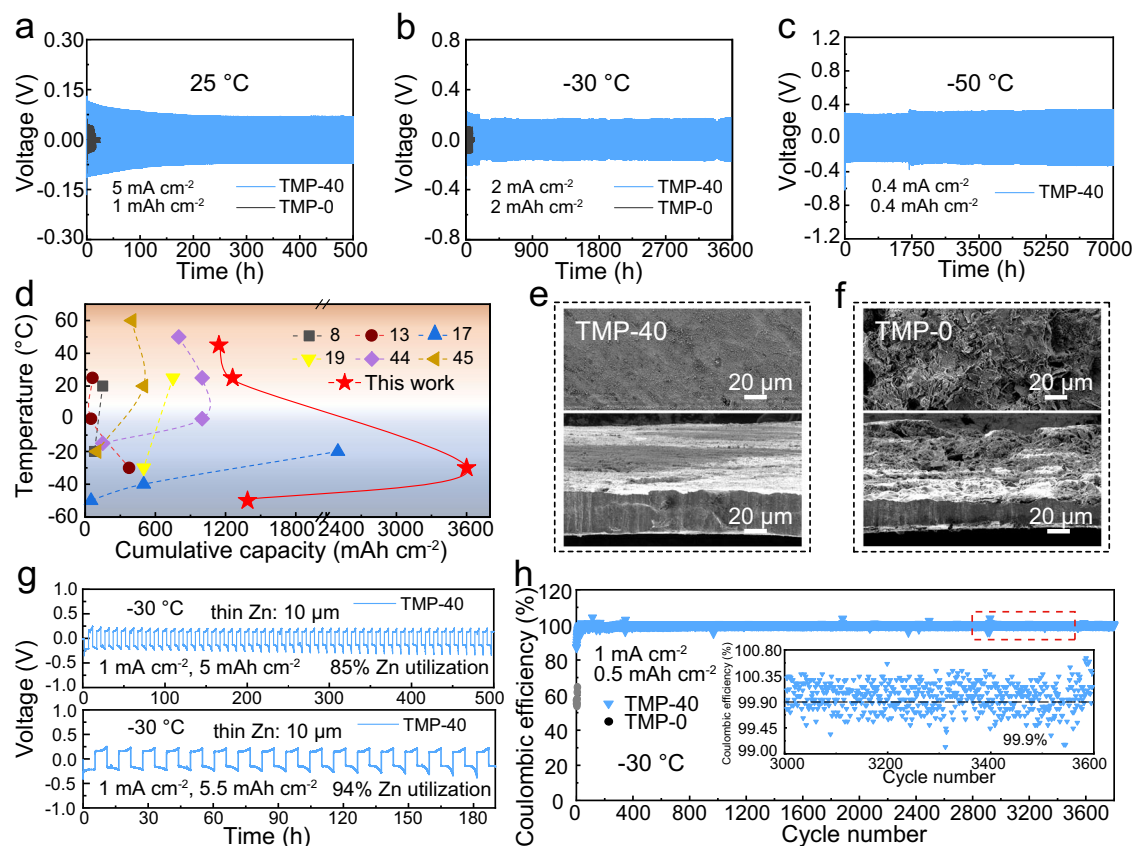 a
0.30
0.15
0.00
-0.15
-0.30
Voltage (V)
25 °C
5 mA cm⁻²
1 mAh cm⁻²
TMP-40
TMP-0
0 100 200 300 400 500
Time (h)
b
0.8
0.4
0.0
-0.4
-0.8
Voltage (V)
-30 °C
2 mA cm⁻²
2 mAh cm⁻²
TMP-40
TMP-0
0 900 1800 2700 3600
Time (h)
c
1.2
0.8
0.4
0.0
-0.4
-0.8
-1.2
Voltage (V)
-50 °C
0.4 mA cm⁻²
0.4 mAh cm⁻²
TMP-40
0 1750 3500 5250 7000
Time (h)
d
60
40
20
0
-20
-40
-60
Temperature (°C)
8 13 17
19 44 45
This work
0 600 1200 1800 2400 3000 3600
Cumulative capacity (mAh cm⁻²)
e
TMP-40
20 µm
20 µm
f
TMP-0
20 µm
20 µm
g
1.0
0.5
0.0
-0.5
-1.0
-30 °C
thin Zn: 10 µm
TMP-40
1 mA cm⁻², 5 mAh cm⁻²
85% Zn utilization
0 100 200 300 400 500
1.0
0.5
0.0
-0.5
-1.0
Voltage (V)
-30 °C
thin Zn: 10 µm
TMP-40
1 mA cm⁻², 5.5 mAh cm⁻²
94% Zn utilization
0 30 60 90 120 150 180
Time (h)
h
120
100
80
60
40
20
0
Coulombic efficiency (%)
1 mA cm⁻²
0.5 mAh cm⁻²
TMP-40
TMP-0
-30 °C
100.80
100.35
99.90
99.45
99.00
Coulombic efficiency (%)
99.9%
3000 3200 3400 3600
Cycle number
0 400 800 1200 1600 2000 2400 2800 3200 3600
Cycle number